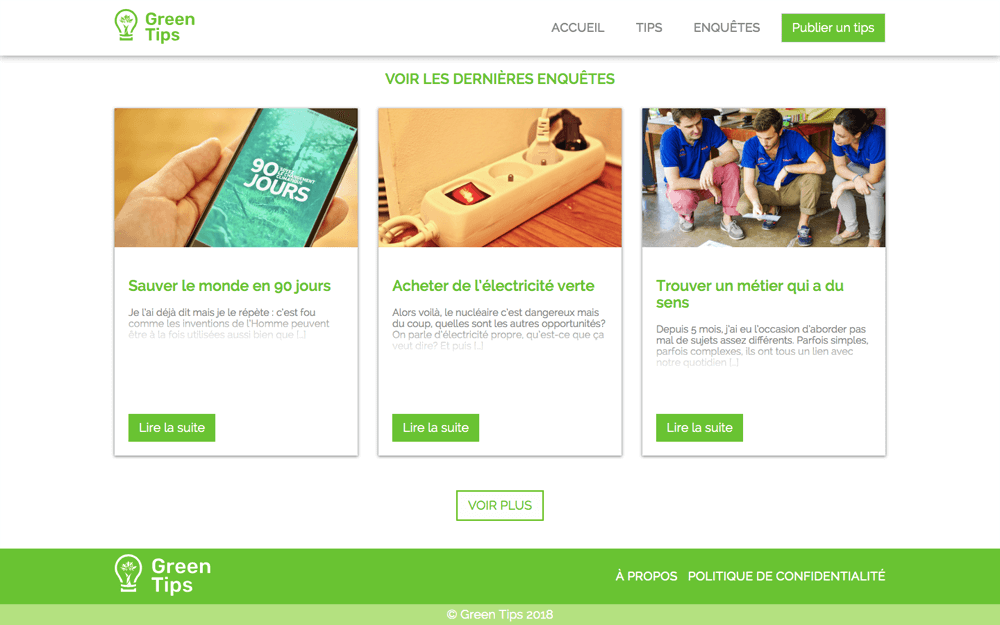 Green
Tips
ACCUEIL
TIPS
ENQUÊTES
Publier un tips
VOIR LES DERNIÈRES ENQUÊTES
90
JOURS
Sauver le monde en 90 jours
Je l'ai déjà dit mais je le répète : c'est fou
comme les inventions de l'Homme peuvent
être à la fois utilisées aussi bien que [...]
Lire la suite
Acheter de l'électricité verte
Alors voilà, le nucléaire c'est dangereux mais
du coup, quelles sont les autres opportunités?
On parle d'électricité propre, qu'est-ce que ça
veut dire? Et puis [...]
Lire la suite
Trouver un métier qui a du
sens
Depuis 5 mois, j'ai eu l'occasion d'aborder pas
mal de sujets assez différents. Parfois simples,
parfois complexes, ils ont tous un lien avec
notre quotidien [...]
Lire la suite
VOIR PLUS
Green
Tips
À PROPOS
POLITIQUE DE CONFIDENTIALITÉ
© Green Tips 2018